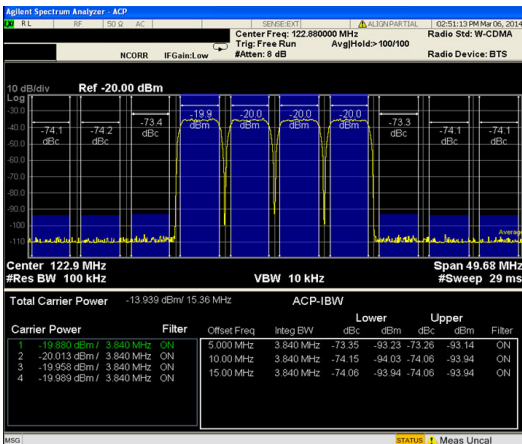 Agilent Spectrum Analyzer - ACP
RL RF 50 Ω AC SENSE:EXT ALIGN PARTIAL 02:51:13 PM Mar 06, 2014
Center Freq: 122.880000 MHz Radio Std: W-CDMA
Trig: Free Run Avg|Hold:> 100/100
NCORR IFGain:Low #Atten: 8 dB Radio Device: BTS
10 dB/div Ref -20.00 dBm
Log
-30.0
-40.0
-50.0
-60.0
-70.0
-80.0
-90.0
-100
-110
-74.1 dBc
-74.2 dBc
-73.4 dBc
-19.9 dBm
-20.0 dBm
-20.0 dBm
-20.0 dBm
-73.3 dBc
-74.1 dBc
-74.1 dBc
Average
Center 122.9 MHz Span 49.68 MHz
#Res BW 100 kHz VBW 10 kHz #Sweep 29 ms
Total Carrier Power -13.939 dBm/ 15.36 MHz ACP-IBW
Lower Upper
Carrier Power Filter Offset Freq Integ BW dBc dBm dBc dBm Filter
1 -19.880 dBm / 3.840 MHz ON 5.000 MHz 3.840 MHz -73.35 -93.23 -73.26 -93.14 ON
2 -20.013 dBm / 3.840 MHz ON 10.00 MHz 3.840 MHz -74.15 -94.03 -74.06 -93.94 ON
3 -19.958 dBm / 3.840 MHz ON 15.00 MHz 3.840 MHz -74.06 -93.94 -74.06 -93.94 ON
4 -19.989 dBm / 3.840 MHz ON
MSG STATUS Meas Uncal